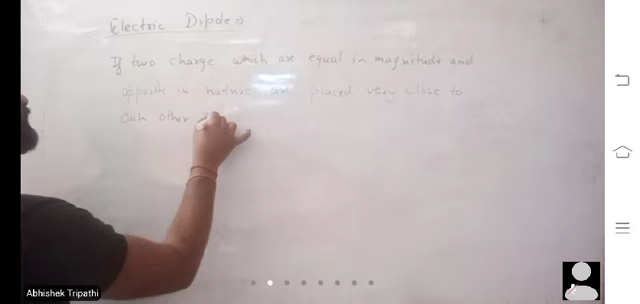 Electric Dipole
If two charge which are equal in magnitude and
opposite in nature and placed very close to
each other
Abhishek Tripathi